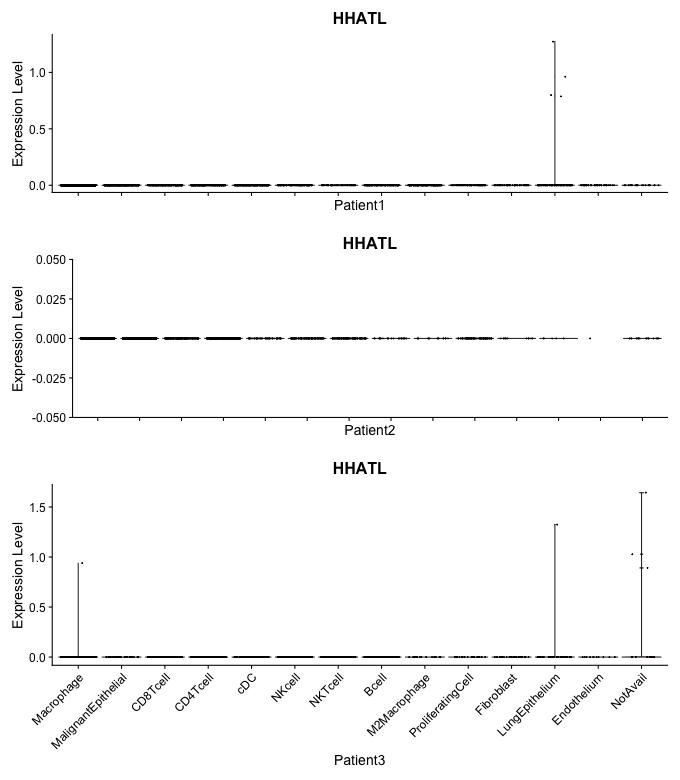 HHATL
Expression Level
1.0
0.5
0.0
Patient1
HHATL
Expression Level
0.050
0.025
0.000
-0.025
-0.050
Patient2
HHATL
Expression Level
1.5
1.0
0.5
0.0
Macrophage
MalignantEpithelial
CD8Tcell
CD4Tcell
cDC
NKcell
NKTcell
Bcell
M2Macrophage
ProliferatingCell
Fibroblast
LungEpithelium
Endothelium
NotAvail
Patient3